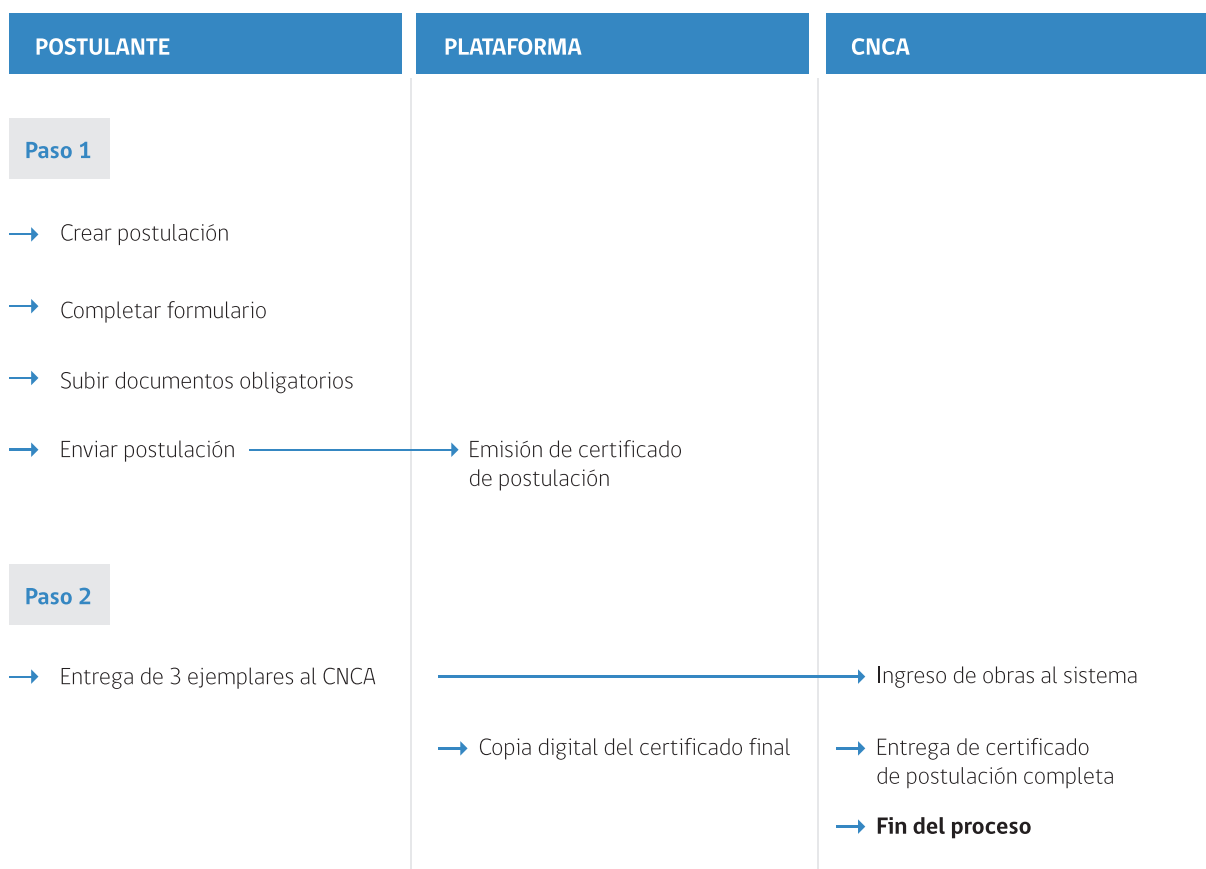 POSTULANTE
PLATAFORMA
CNCA
Paso 1
Crear postulación
Completar formulario
Subir documentos obligatorios
Enviar postulación
Emisión de certificado
de postulación
Paso 2
Entrega de 3 ejemplares al CNCA
Ingreso de obras al sistema
Copia digital del certificado final
Entrega de certificado
de postulación completa
Fin del proceso